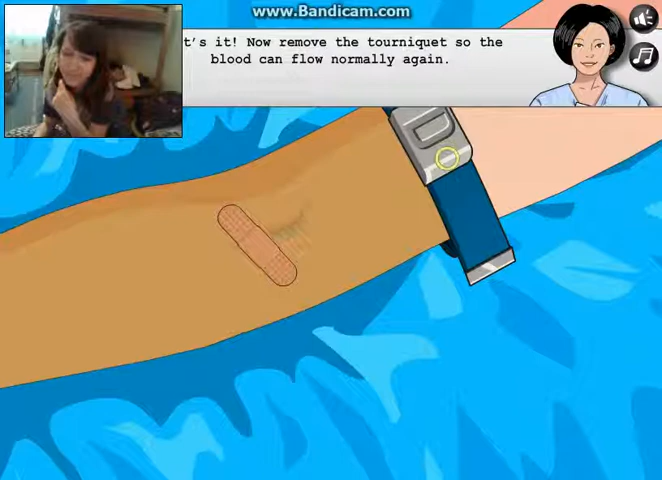 www.Bandicam.com
t's it! Now remove the tourniquet so the
blood can flow normally again.